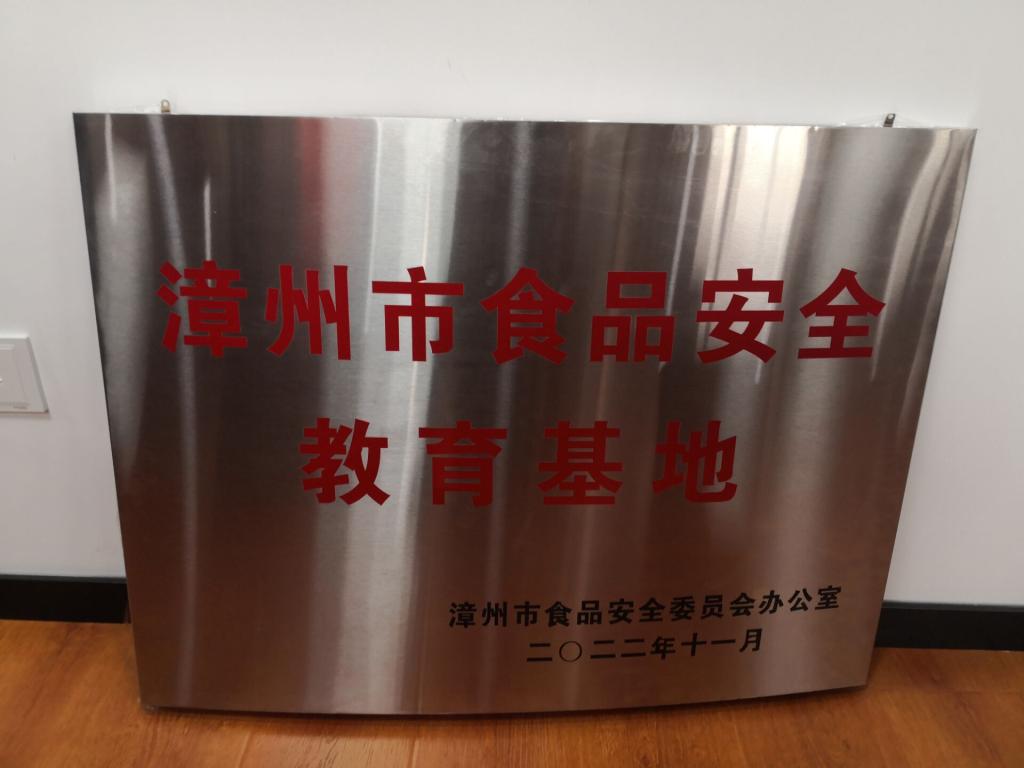 漳州市食品安全
教育基地
漳州市食品安全委员会办公室
二〇二二年十一月